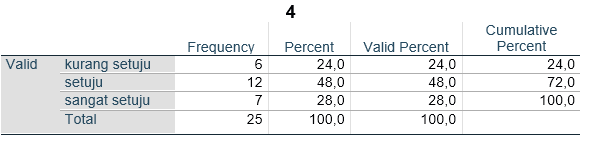 4
Frequency Percent Valid Percent Cumulative Percent
Valid kurang setuju 6 24,0 24,0 24,0
setuju 12 48,0 48,0 72,0
sangat setuju 7 28,0 28,0 100,0
Total 25 100,0 100,0